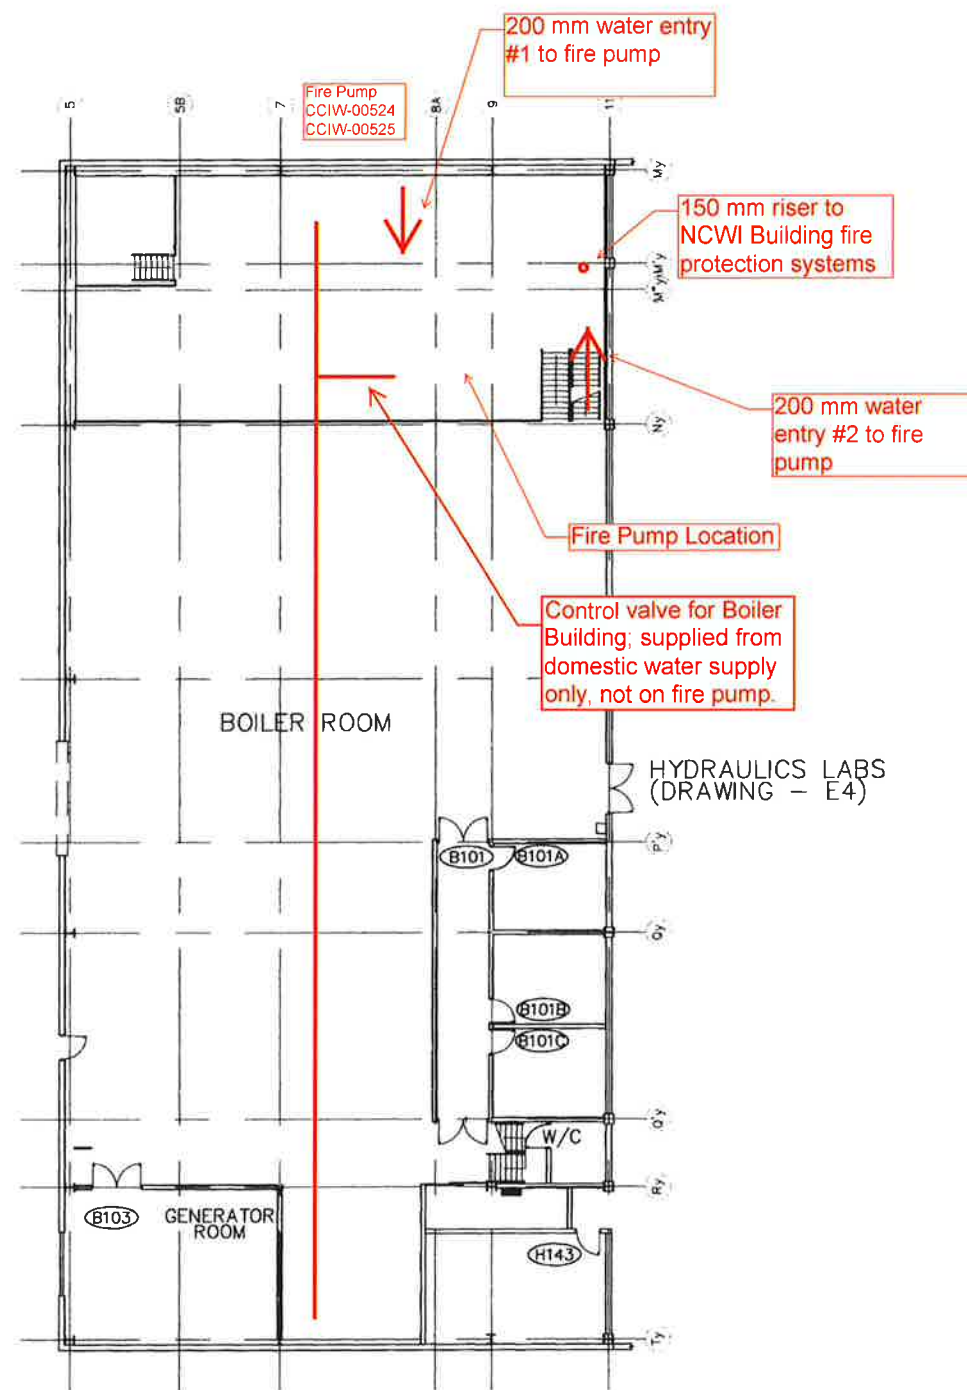 200 mm water entry
#1 to fire pump
Fire Pump
CCIW-00524
CCIW-00525
5
5B
7
8A
9
11
My
150 mm riser to
NCWI Building fire
protection systems
M'y
M"y
200 mm water
entry #2 to fire
pump
Ny
Fire Pump Location
Control valve for Boiler
Building; supplied from
domestic water supply
only, not on fire pump.
BOILER ROOM
HYDRAULICS LABS
(DRAWING – E4)
P'y
B101
B101A
Qy
B101B
B101C
Q'y
W/C
Ry
B103
GENERATOR
ROOM
H143
Ty